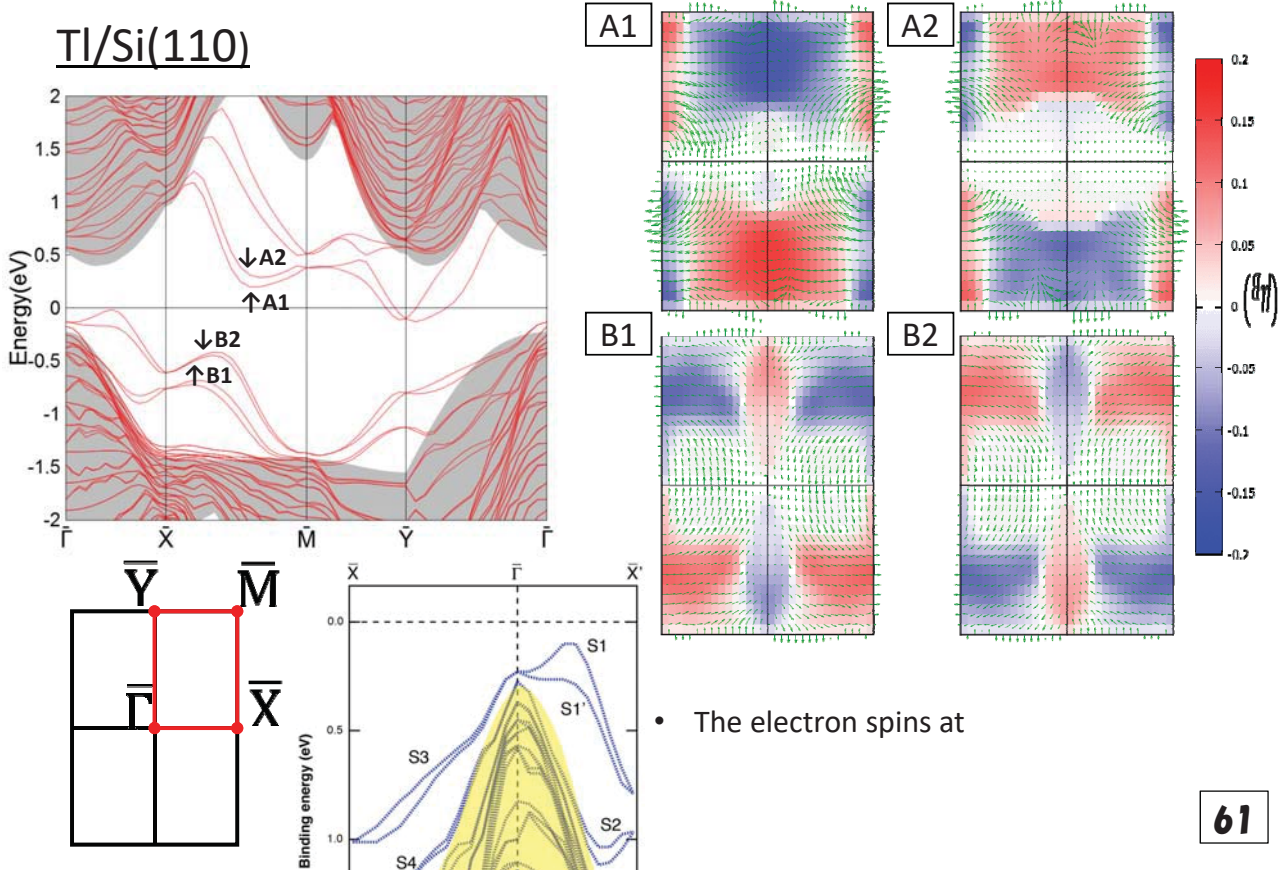 Tl/Si(110)
A1
A2
2
1.5
1
0.5
0
-0.5
-1
-1.5
-2
Energy(eV)
↓A2
↑A1
↓B2
↑B1
Γ̄ X̄ M̄ Ȳ Γ̄
0.2
0.15
0.1
0.05
0
-0.05
-0.1
-0.15
-0.2
B1
B2
Ȳ M̄
Γ̄ X̄
X̄ Γ̄ X̄'
0.0
0.5
1.0
Binding energy (eV)
S1
S1'
S3
S2
S4
• The electron spins at
61